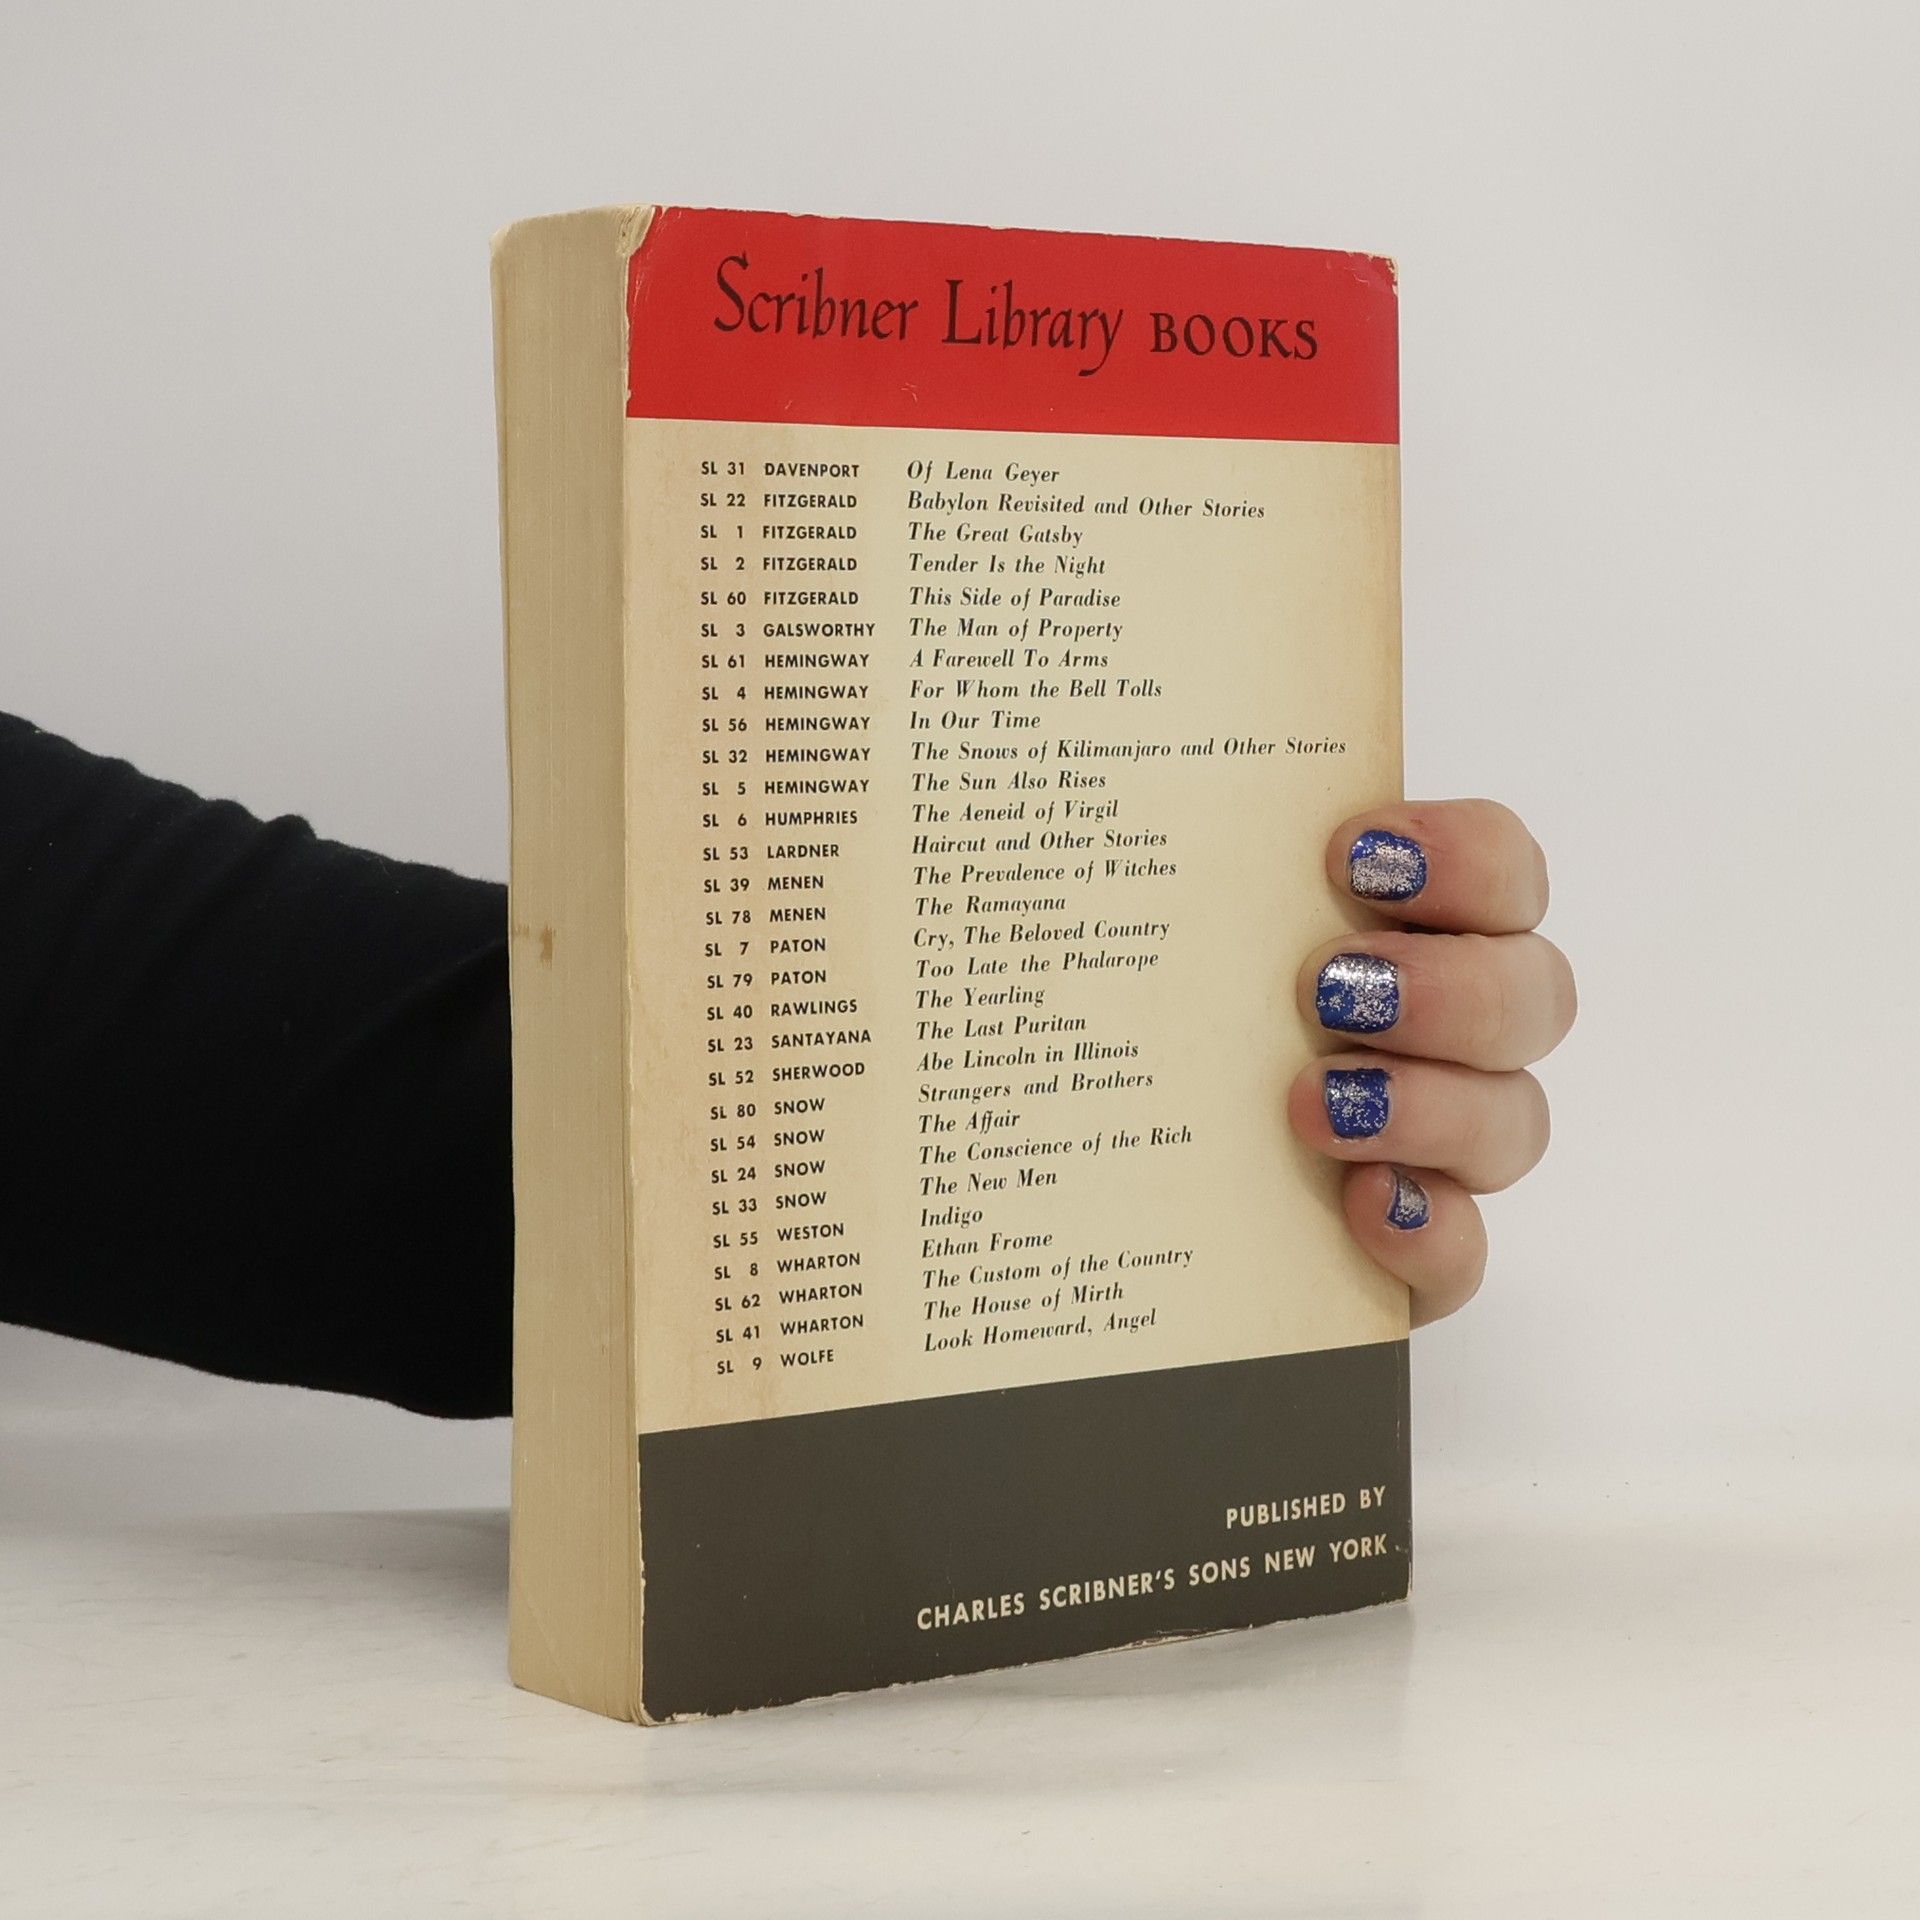 Scribner Library BOOKS
SL 31 DAVENPORT Of Lena Geyer
SL 22 FITZGERALD Babylon Revisited and Other Stories
SL 1 FITZGERALD The Great Gatsby
SL 2 FITZGERALD Tender Is the Night
SL 60 FITZGERALD This Side of Paradise
SL 3 GALSWORTHY The Man of Property
SL 61 HEMINGWAY A Farewell To Arms
SL 4 HEMINGWAY For Whom the Bell Tolls
SL 56 HEMINGWAY In Our Time
SL 32 HEMINGWAY The Snows of Kilimanjaro and Other Stories
SL 5 HEMINGWAY The Sun Also Rises
SL 6 HUMPHRIES The Aeneid of Virgil
SL 53 LARDNER Haircut and Other Stories
SL 39 MENEN The Prevalence of Witches
SL 78 MENEN The Ramayana
SL 7 PATON Cry, The Beloved Country
SL 79 PATON Too Late the Phalarope
SL 40 RAWLINGS The Yearling
SL 23 SANTAYANA The Last Puritan
SL 52 SHERWOOD Abe Lincoln in Illinois
SL 80 SNOW Strangers and Brothers
SL 54 SNOW The Affair
SL 24 SNOW The Conscience of the Rich
SL 33 SNOW The New Men
SL 55 WESTON Indigo
SL 8 WHARTON Ethan Frome
SL 62 WHARTON The Custom of the Country
SL 41 WHARTON The House of Mirth
SL 9 WOLFE Look Homeward, Angel
PUBLISHED BY
CHARLES SCRIBNER'S SONS NEW YORK